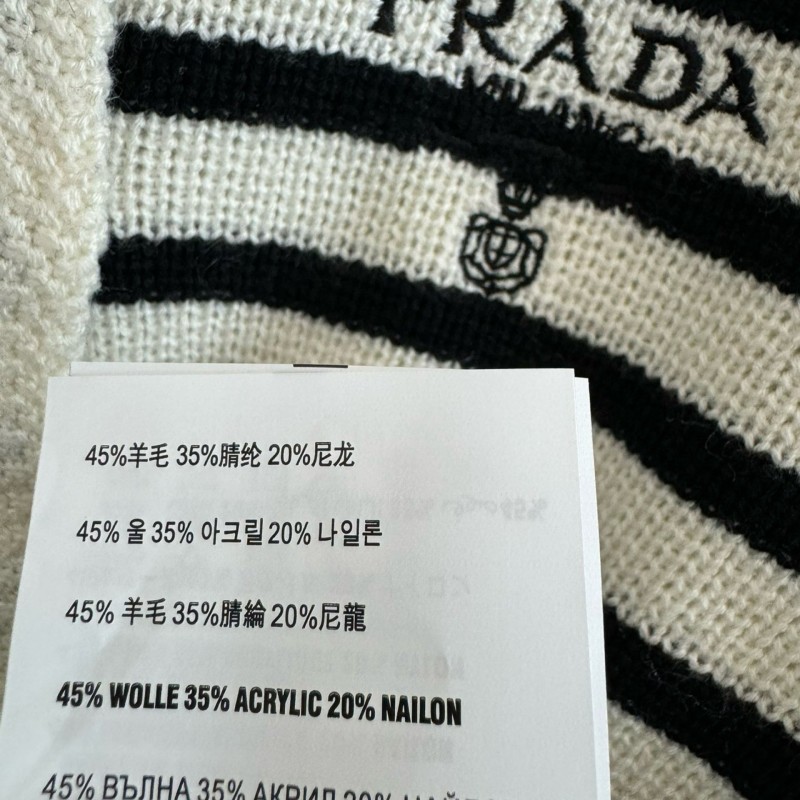 PRADA
MILANO
45%羊毛 35%腈纶 20%尼龙
45% 울 35% 아크릴 20% 나일론
45% 羊毛 35%腈綸 20%尼龍
45% WOLLE 35% ACRYLIC 20% NAILON
45% ВЪЛНА 35% АКРИЛ 20%